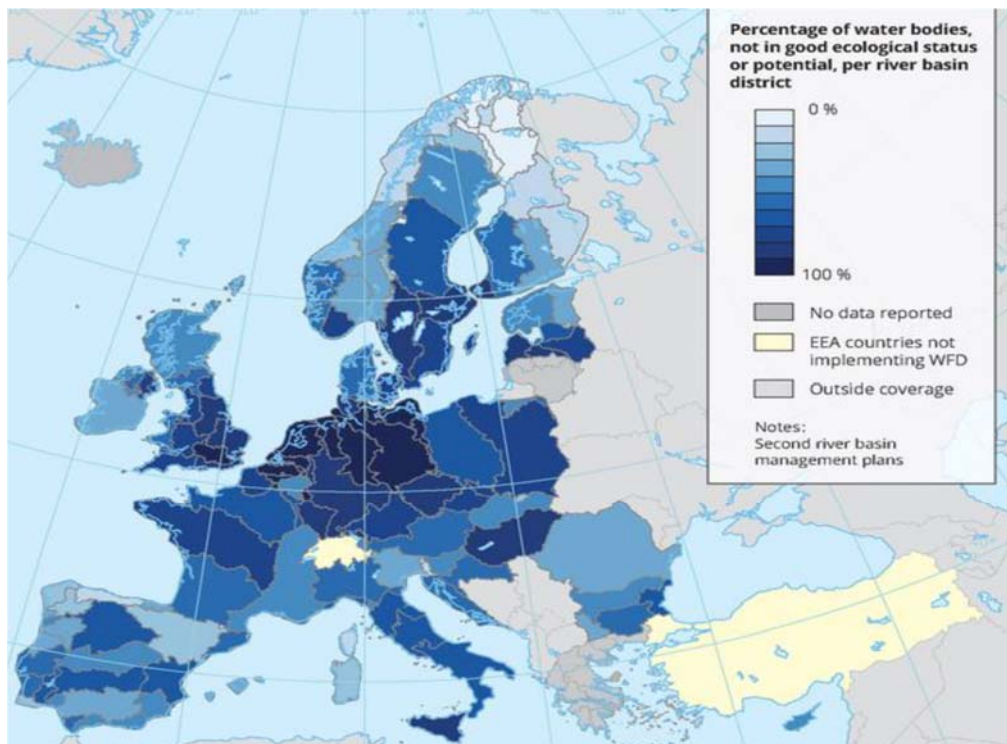 Percentage of water bodies,
not in good ecological status
or potential, per river basin
district
0 %
100 %
No data reported
EEA countries not
implementing WFD
Outside coverage
Notes:
Second river basin
management plans